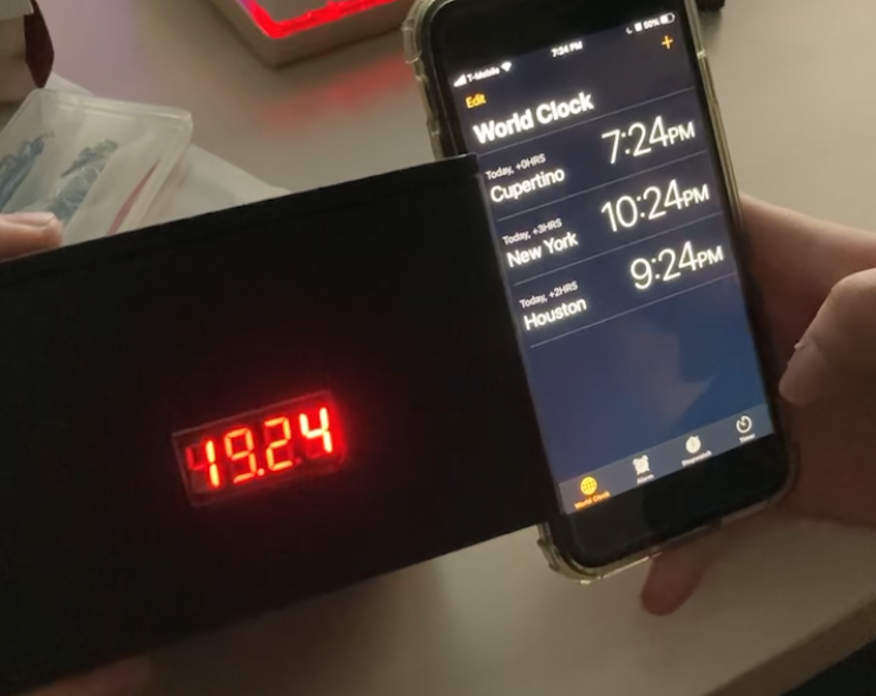 T-Mobile 7:24 PM 50%
Edit +
World Clock
Today, +0HRS
Cupertino 7:24PM
Today, +3HRS
New York 10:24PM
Today, +2HRS
Houston 9:24PM
World Clock Alarm Stopwatch Timer
19.24